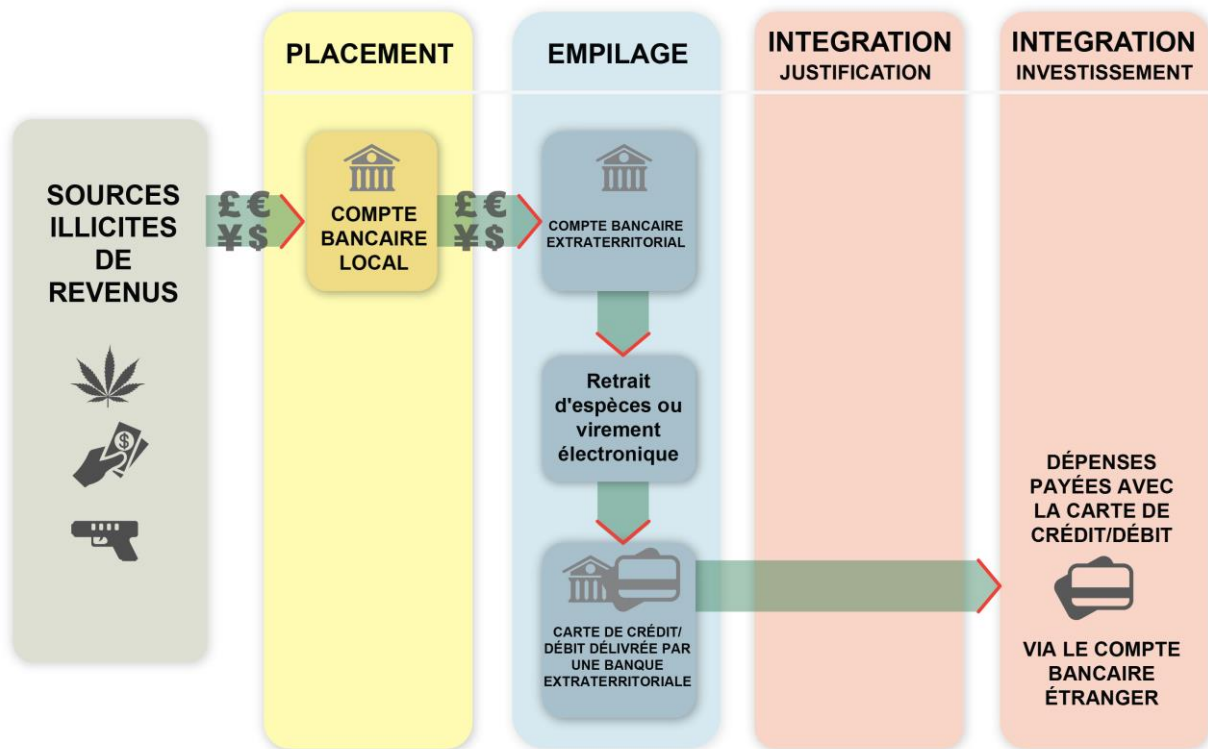 PLACEMENT
EMPILAGE
INTEGRATION
JUSTIFICATION
INTEGRATION
INVESTISSEMENT
SOURCES
ILLICITES
DE
REVENUS
£ €
¥ $
COMPTE
BANCAIRE
LOCAL
£ €
¥ $
COMPTE BANCAIRE
EXTRATERRITORIAL
Retrait
d'espèces ou
virement
électronique
CARTE DE CRÉDIT/
DÉBIT DÉLIVRÉE PAR
UNE BANQUE
EXTRATERRITORIALE
DÉPENSES
PAYÉES AVEC
LA CARTE DE
CRÉDIT/DÉBIT
VIA LE COMPTE
BANCAIRE
ÉTRANGER
$